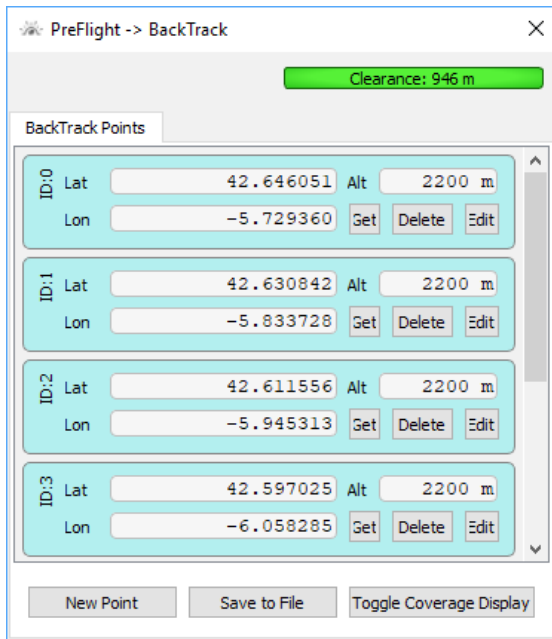 PreFlight -> BackTrack
Clearance: 946 m
BackTrack Points
ID:0 Lat 42.646051 Alt 2200 m
Lon -5.729360 Get Delete Edit
ID:1 Lat 42.630842 Alt 2200 m
Lon -5.833728 Get Delete Edit
ID:2 Lat 42.611556 Alt 2200 m
Lon -5.945313 Get Delete Edit
ID:3 Lat 42.597025 Alt 2200 m
Lon -6.058285 Get Delete Edit
New Point Save to File Toggle Coverage Display